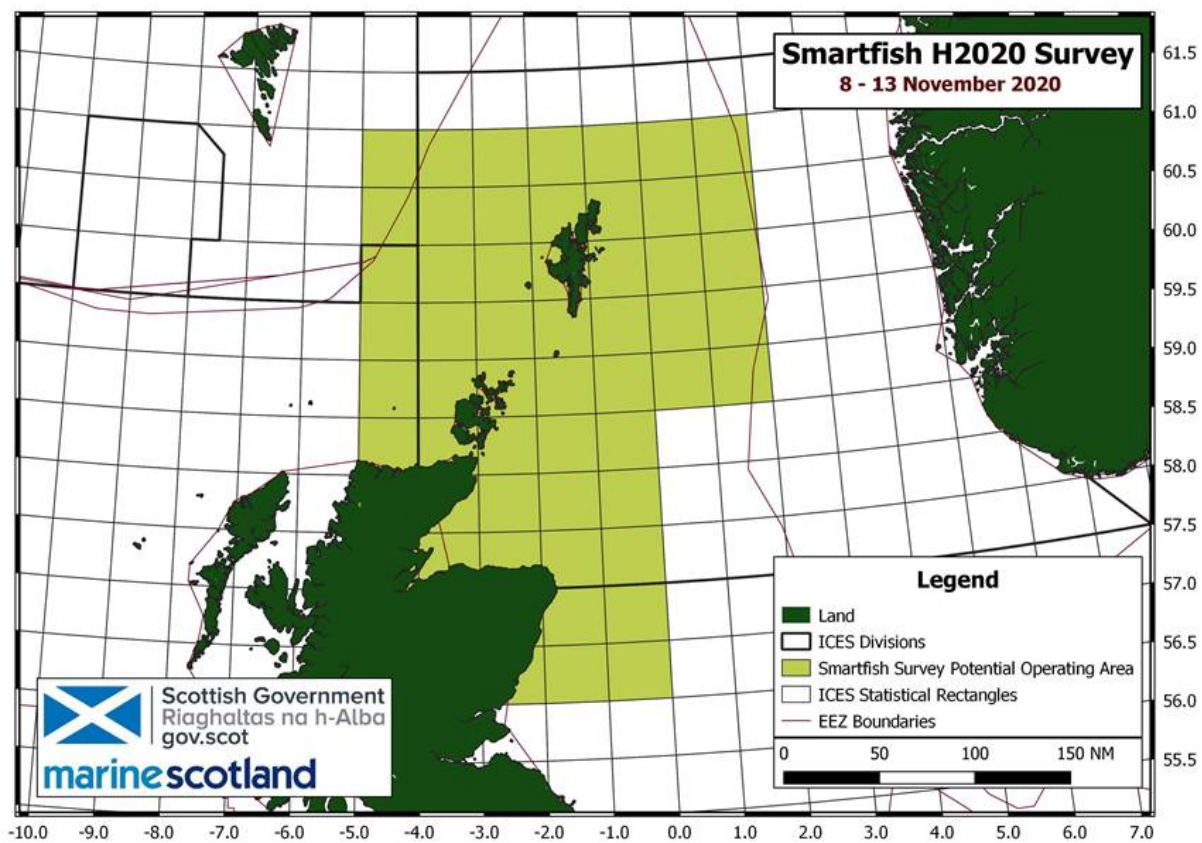 Smartfish H2020 Survey
8 - 13 November 2020
61.5
61.0
60.5
60.0
59.5
59.0
58.5
58.0
57.5
57.0
56.5
56.0
55.5
Legend
Land
ICES Divisions
Smartfish Survey Potential Operating Area
ICES Statistical Rectangles
EEZ Boundaries
0 50 100 150 NM
Scottish Government
Riaghaltas na h-Alba
gov.scot
marinescotland
-10.0 -9.0 -8.0 -7.0 -6.0 -5.0 -4.0 -3.0 -2.0 -1.0 0.0 1.0 2.0 3.0 4.0 5.0 6.0 7.0